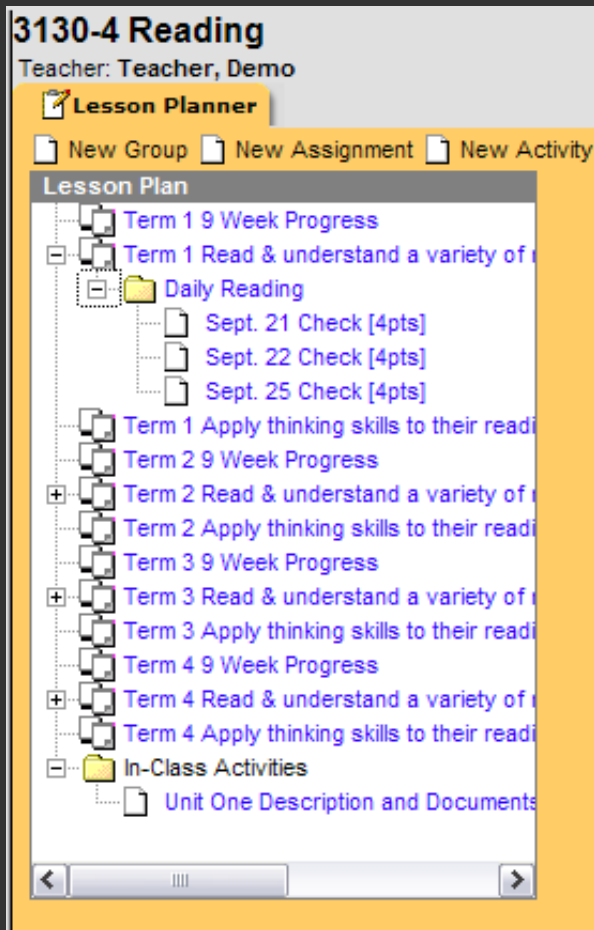 3130-4 Reading
Teacher: Teacher, Demo
Lesson Planner
New Group New Assignment New Activity
Lesson Plan
Term 1 9 Week Progress
Term 1 Read & understand a variety of
Daily Reading
Sept. 21 Check [4pts]
Sept. 22 Check [4pts]
Sept. 25 Check [4pts]
Term 1 Apply thinking skills to their readi
Term 2 9 Week Progress
Term 2 Read & understand a variety of
Term 2 Apply thinking skills to their readi
Term 3 9 Week Progress
Term 3 Read & understand a variety of
Term 3 Apply thinking skills to their readi
Term 4 9 Week Progress
Term 4 Read & understand a variety of
Term 4 Apply thinking skills to their readi
In-Class Activities
Unit One Description and Documents